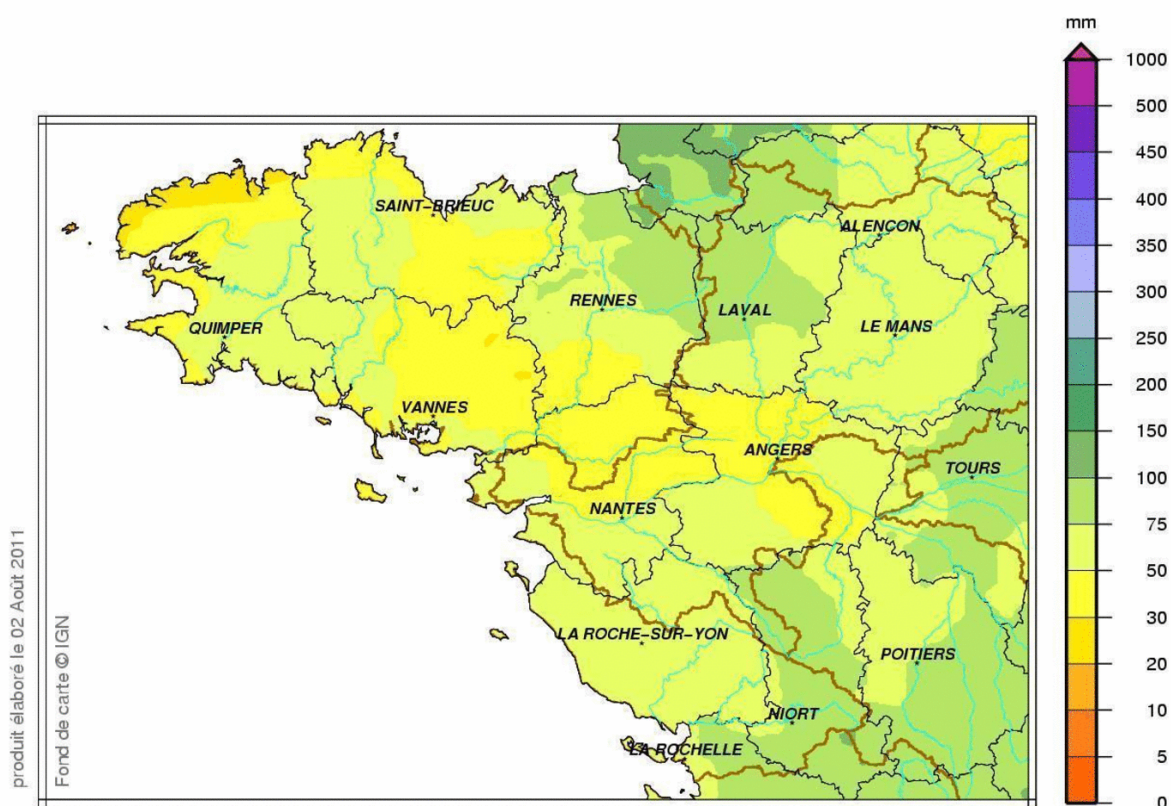 mm
1000
500
450
400
350
300
250
200
150
100
75
50
30
20
10
5
0
SAINT-BRIEUC
ALENCON
RENNES
LAVAL
QUIMPER
LE MANS
VANNES
ANGERS
TOURS
NANTES
LA ROCHE-SUR-YON
POITIERS
NIORT
LA ROCHELLE
produit élaboré le 02 Août 2011
Fond de carte © IGN